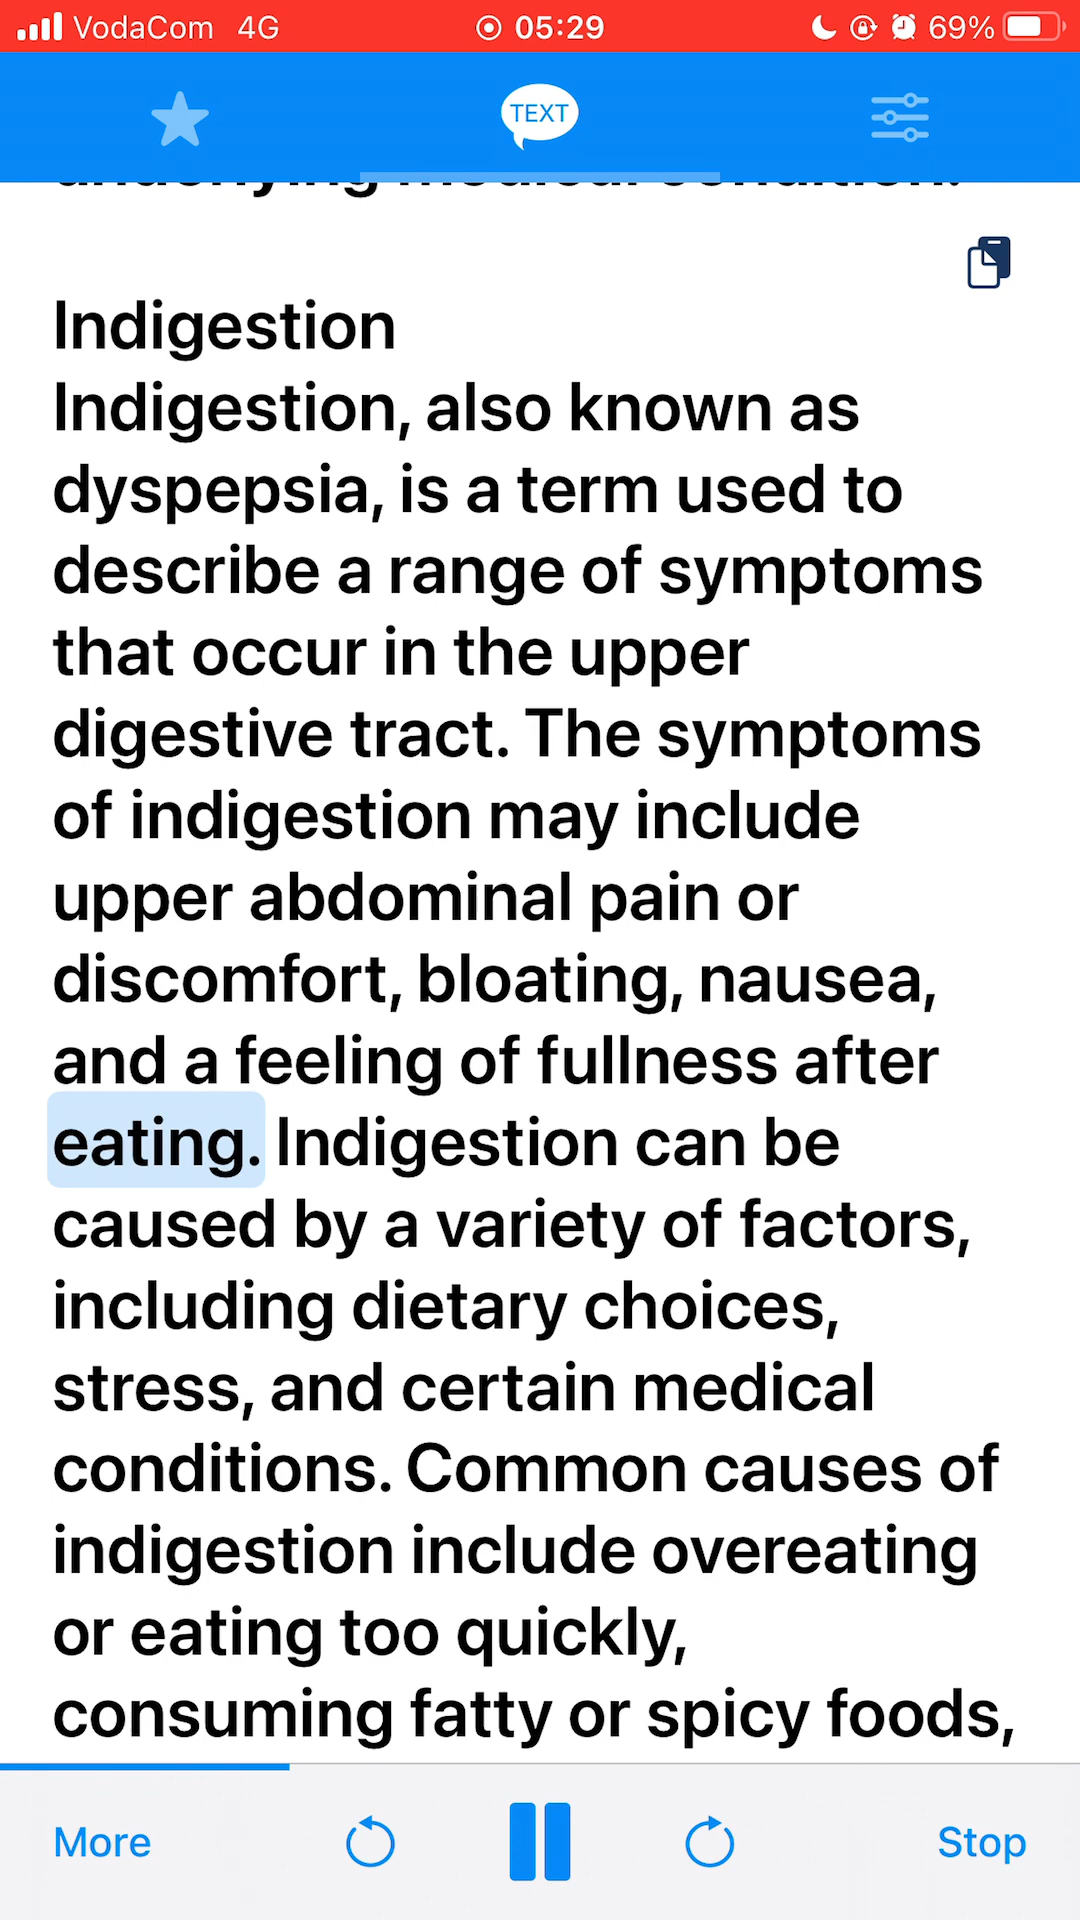 VodaCom 4G 05:29 69%
TEXT
underlying medical condition.
Indigestion
Indigestion, also known as
dyspepsia, is a term used to
describe a range of symptoms
that occur in the upper
digestive tract. The symptoms
of indigestion may include
upper abdominal pain or
discomfort, bloating, nausea,
and a feeling of fullness after
eating. Indigestion can be
caused by a variety of factors,
including dietary choices,
stress, and certain medical
conditions. Common causes of
indigestion include overeating
or eating too quickly,
consuming fatty or spicy foods,
More Stop